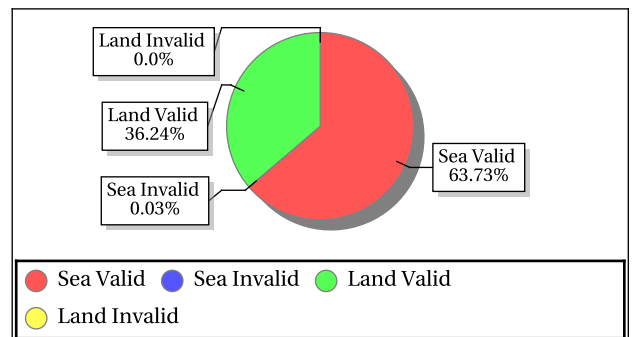 Land Invalid
0.0%
Land Valid
36.24%
Sea Invalid
0.03%
Sea Valid
63.73%
Sea Valid Sea Invalid Land Valid
Land Invalid